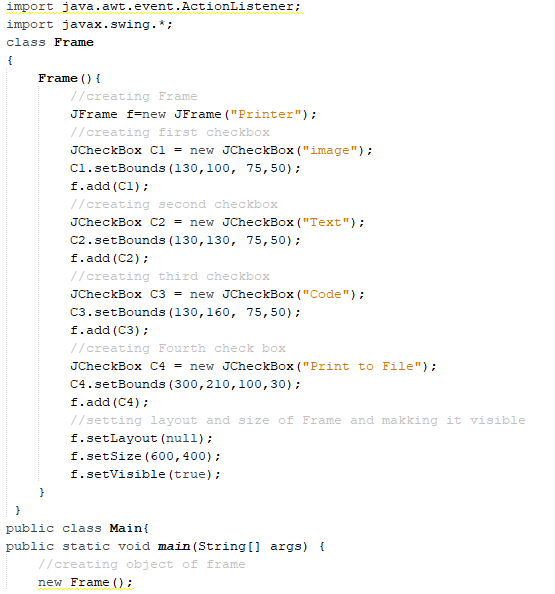 import java.awt.event.ActionListener;
import javax.swing.*;
class Frame
{
    Frame(){
        //creating Frame
        JFrame f=new JFrame("Printer");
        //creating first checkbox
        JCheckBox C1 = new JCheckBox("image");
        C1.setBounds(130,100, 75,50);
        f.add(C1);
        //creating second checkbox
        JCheckBox C2 = new JCheckBox("Text");
        C2.setBounds(130,130, 75,50);
        f.add(C2);
        //creating third checkbox
        JCheckBox C3 = new JCheckBox("Code");
        C3.setBounds(130,160, 75,50);
        f.add(C3);
        //creating Fourth check box
        JCheckBox C4 = new JCheckBox("Print to File");
        C4.setBounds(300,210,100,30);
        f.add(C4);
        //setting layout and size of Frame and makking it visible
        f.setLayout(null);
        f.setSize(600,400);
        f.setVisible(true);
    }
 }
public class Main{
public static void main(String[] args) {
    //creating object of frame
    new Frame();